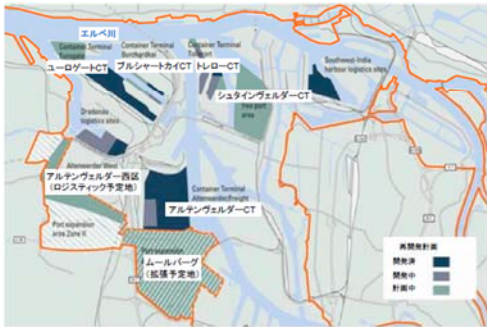 エルベ川
Container Terminal
Container Terminal
Burchardkai
Container Terminal
Tollerort
ユーロゲートCT
ブルシャートカイCT
トレローCT
Southwest-India
harbour logistics sites
シュタインヴェルダーCT
free port
area
Dradenau
logistics sites
Altenwerder West
アルテンヴェルダー西区
(ロジスティック予定地)
Port expansion
area Zone II
Container Terminal
Altenwerder/Freight
アルテンヴェルダーCT
Port expansion
ムールバーグ
(拡張予定地)
再開発計画
開発済
開発中
計画中